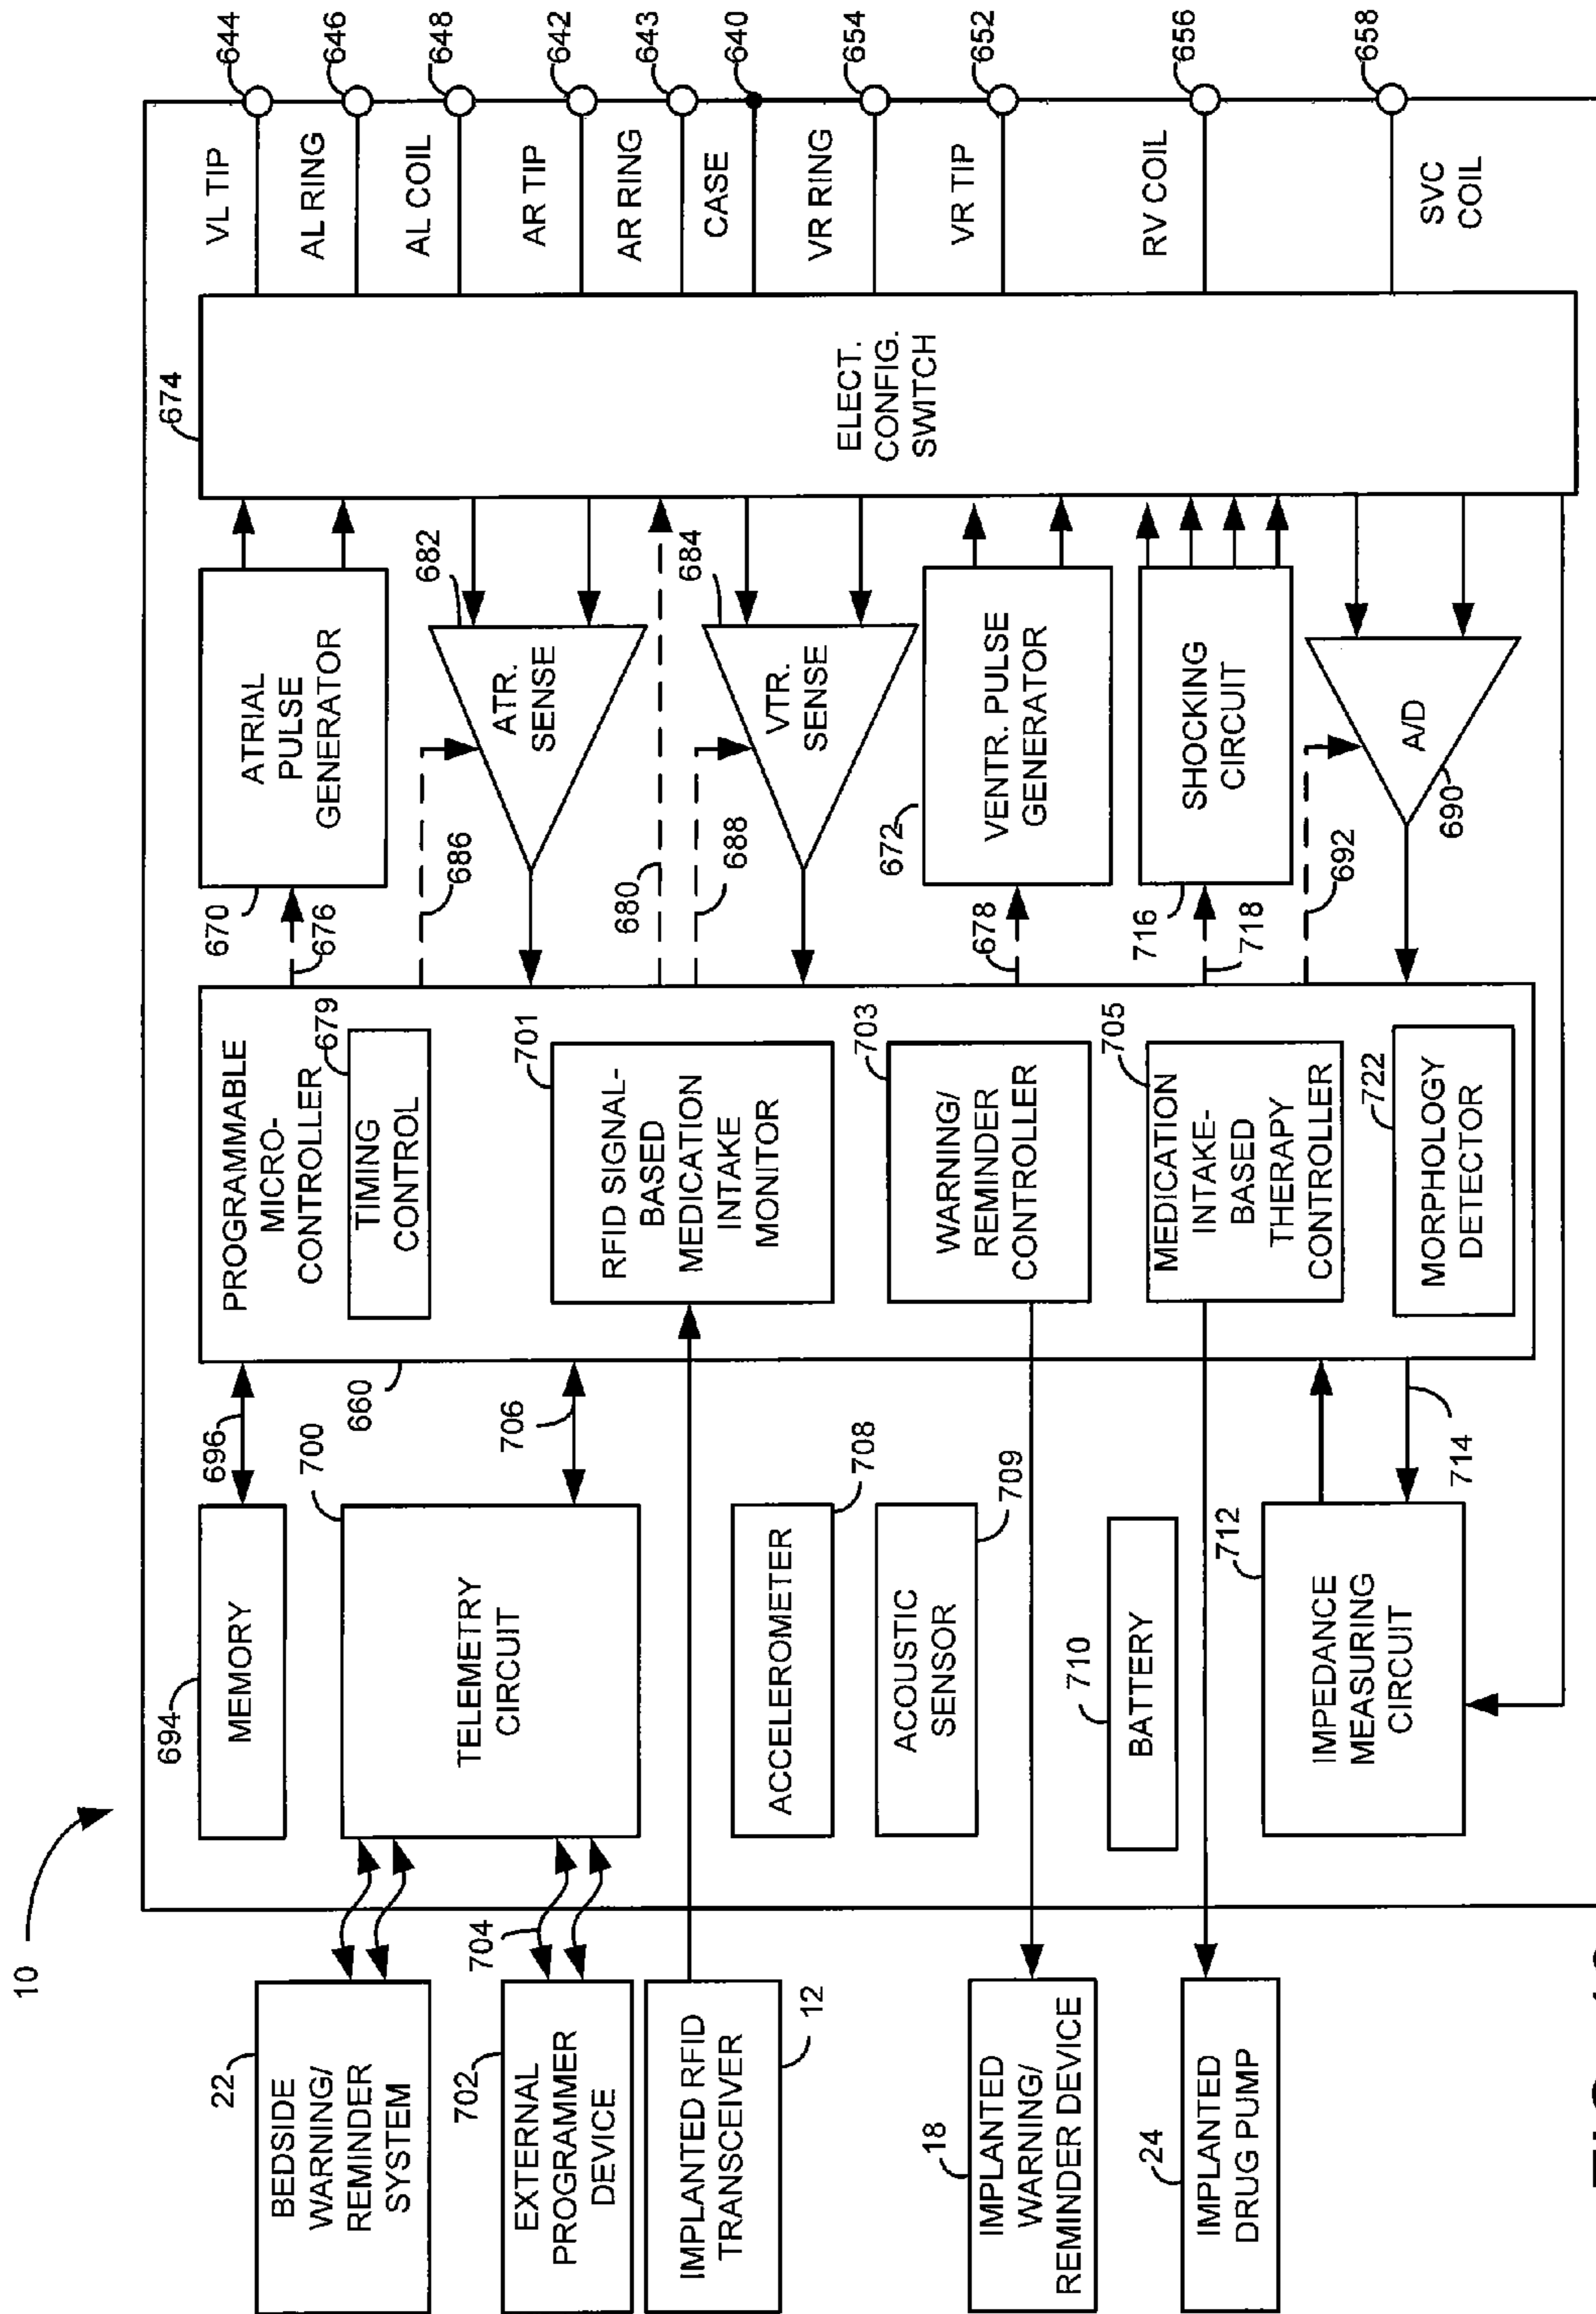 10
644
646
648
642
643
640
654
652
656
658
VL TIP
AL RING
AL COIL
AR TIP
AR RING
CASE
VR RING
VR TIP
RV COIL
SVC
COIL
674
ELECT.
CONFIG.
SWITCH
670
ATRIAL
PULSE
GENERATOR
676
682
ATR.
SENSE
686
680
684
VTR.
SENSE
688
672
VENTR. PULSE
GENERATOR
678
716
SHOCKING
CIRCUIT
718
692
A/D
690
PROGRAMMABLE
MICRO-
CONTROLLER
679
TIMING
CONTROL
701
RFID SIGNAL-
BASED
MEDICATION
INTAKE
MONITOR
703
WARNING/
REMINDER
CONTROLLER
705
MEDICATION
INTAKE-
BASED
THERAPY
CONTROLLER
722
MORPHOLOGY
DETECTOR
696
660
700
706
694
MEMORY
TELEMETRY
CIRCUIT
708
ACCELEROMETER
709
ACOUSTIC
SENSOR
710
BATTERY
712
IMPEDANCE
MEASURING
CIRCUIT
714
22
BEDSIDE
WARNING/
REMINDER
SYSTEM
704
702
EXTERNAL
PROGRAMMER
DEVICE
12
IMPLANTED RFID
TRANSCEIVER
18
IMPLANTED
WARNING/
REMINDER DEVICE
24
IMPLANTED
DRUG PUMP
FIG.